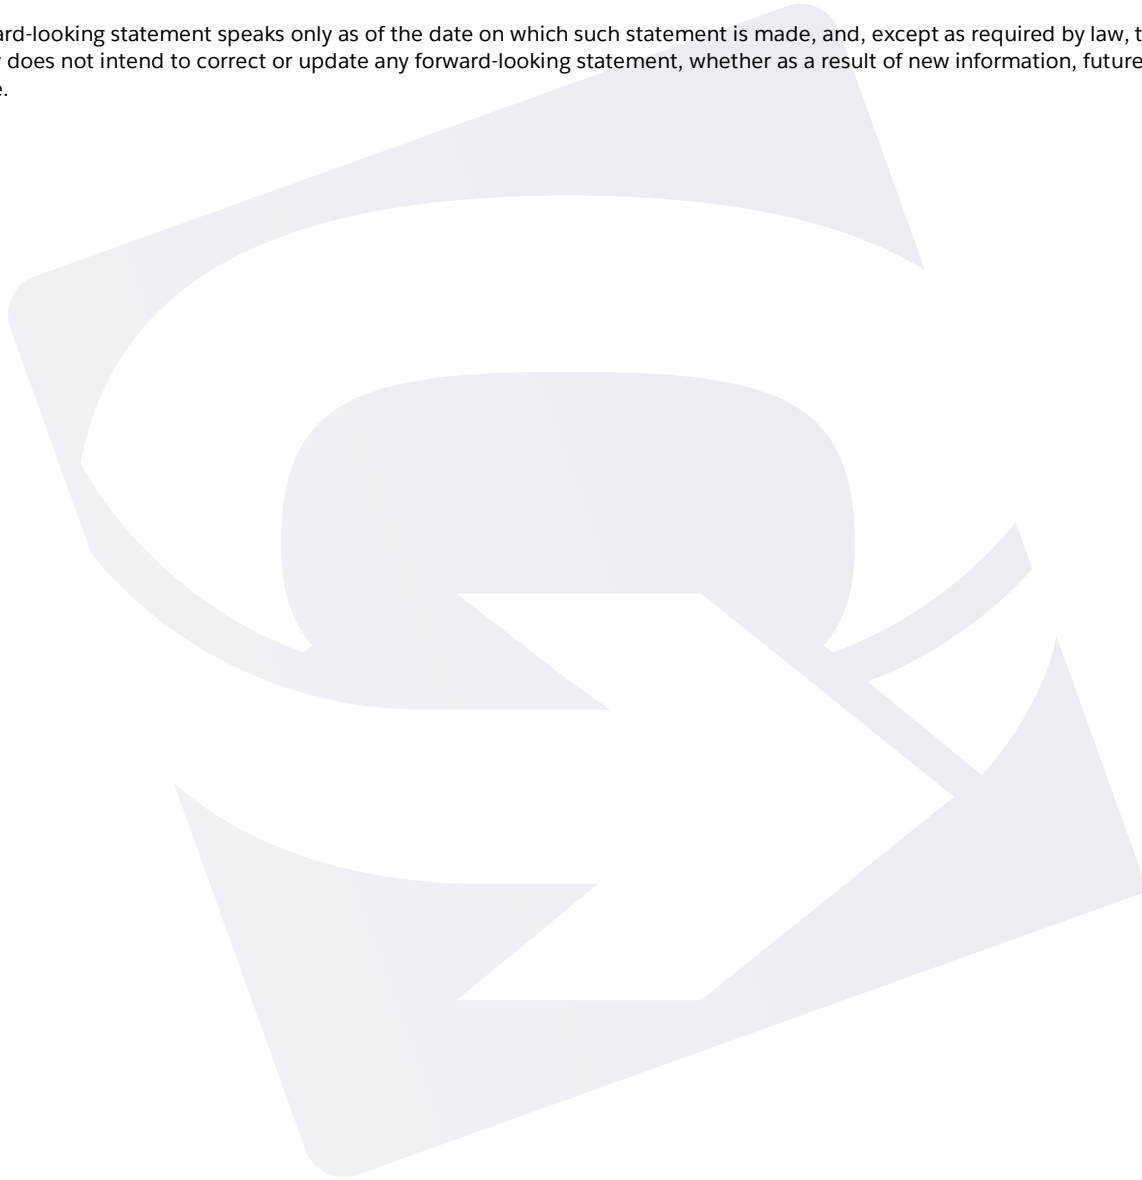 ard-looking statement speaks only as of the date on which such statement is made, and, except as required by law, t
does not intend to correct or update any forward-looking statement, whether as a result of new information, future
e.